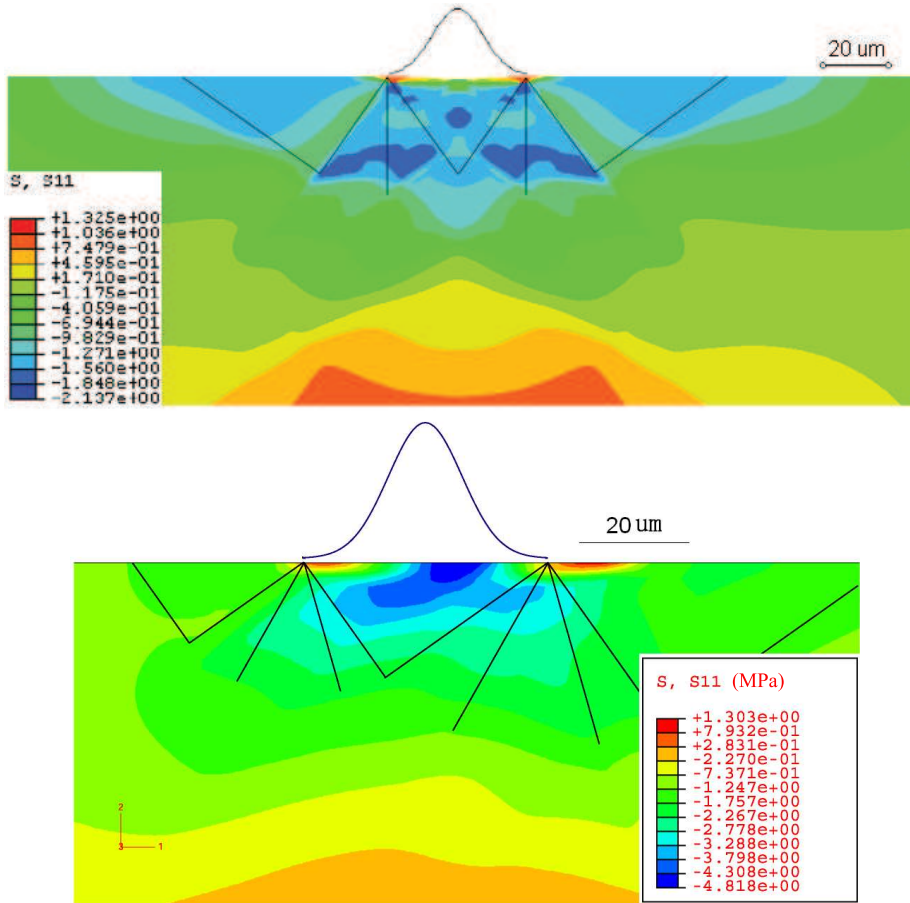 20 um
S, S11
+1.325e+00
+1.036e+00
+7.479e-01
+4.595e-01
+1.710e-01
-1.175e-01
-4.059e-01
-6.944e-01
-9.829e-01
-1.271e+00
-1.560e+00
-1.848e+00
-2.137e+00
20 um
S, S11 (MPa)
+1.303e+00
+7.932e-01
+2.831e-01
-2.270e-01
-7.371e-01
-1.247e+00
-1.757e+00
-2.267e+00
-2.778e+00
-3.288e+00
-3.798e+00
-4.308e+00
-4.818e+00
2
3 1